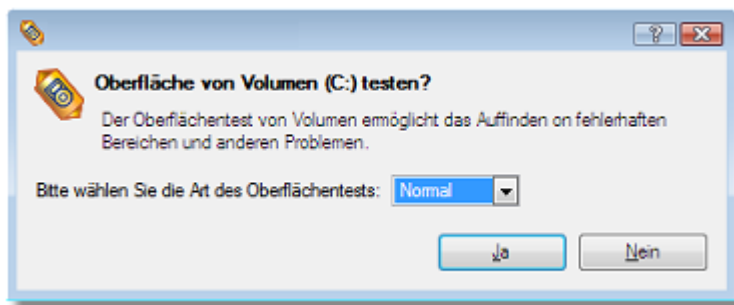 Oberfläche von Volumen (C:) testen?
Der Oberflächentest von Volumen ermöglicht das Auffinden on fehlerhaften
Bereichen und anderen Problemen.
Bitte wählen Sie die Art des Oberflächentests: Normal
Ja Nein